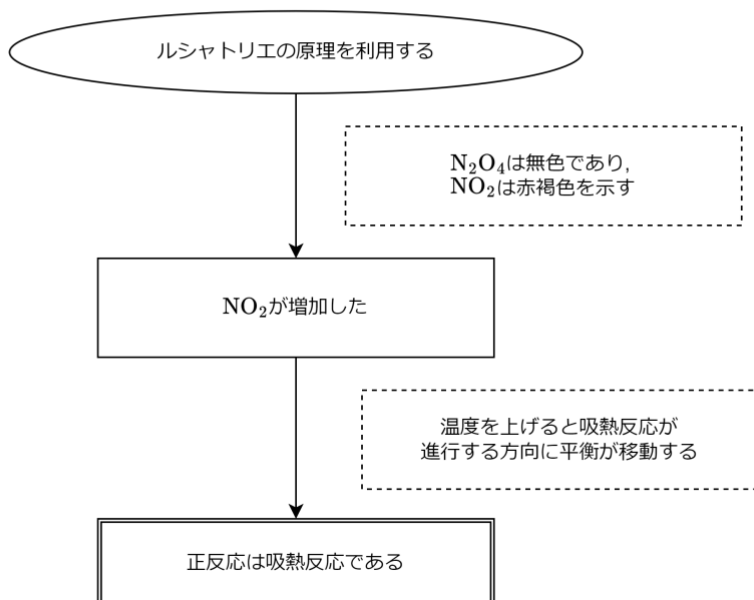 ルシャトリエの原理を利用する
N₂O₄は無色であり,
NO₂は赤褐色を示す
NO₂が増加した
温度を上げると吸熱反応が
進行する方向に平衡が移動する
正反応は吸熱反応である